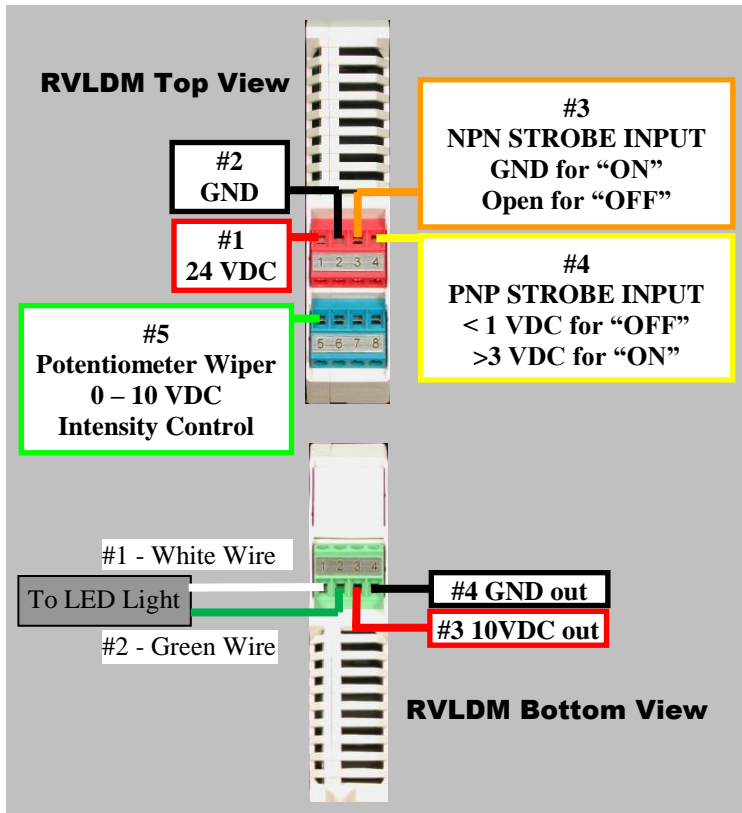 RVLDM Top View
#3
NPN STROBE INPUT
GND for “ON”
Open for “OFF”
#2
GND
#1
24 VDC
1 2 3 4
#4
PNP STROBE INPUT
< 1 VDC for “OFF”
>3 VDC for “ON”
#5
Potentiometer Wiper
0 – 10 VDC
Intensity Control
5 6 7 8
#1 - White Wire
1 2 3 4
To LED Light
#4 GND out
#3 10VDC out
#2 - Green Wire
RVLDM Bottom View